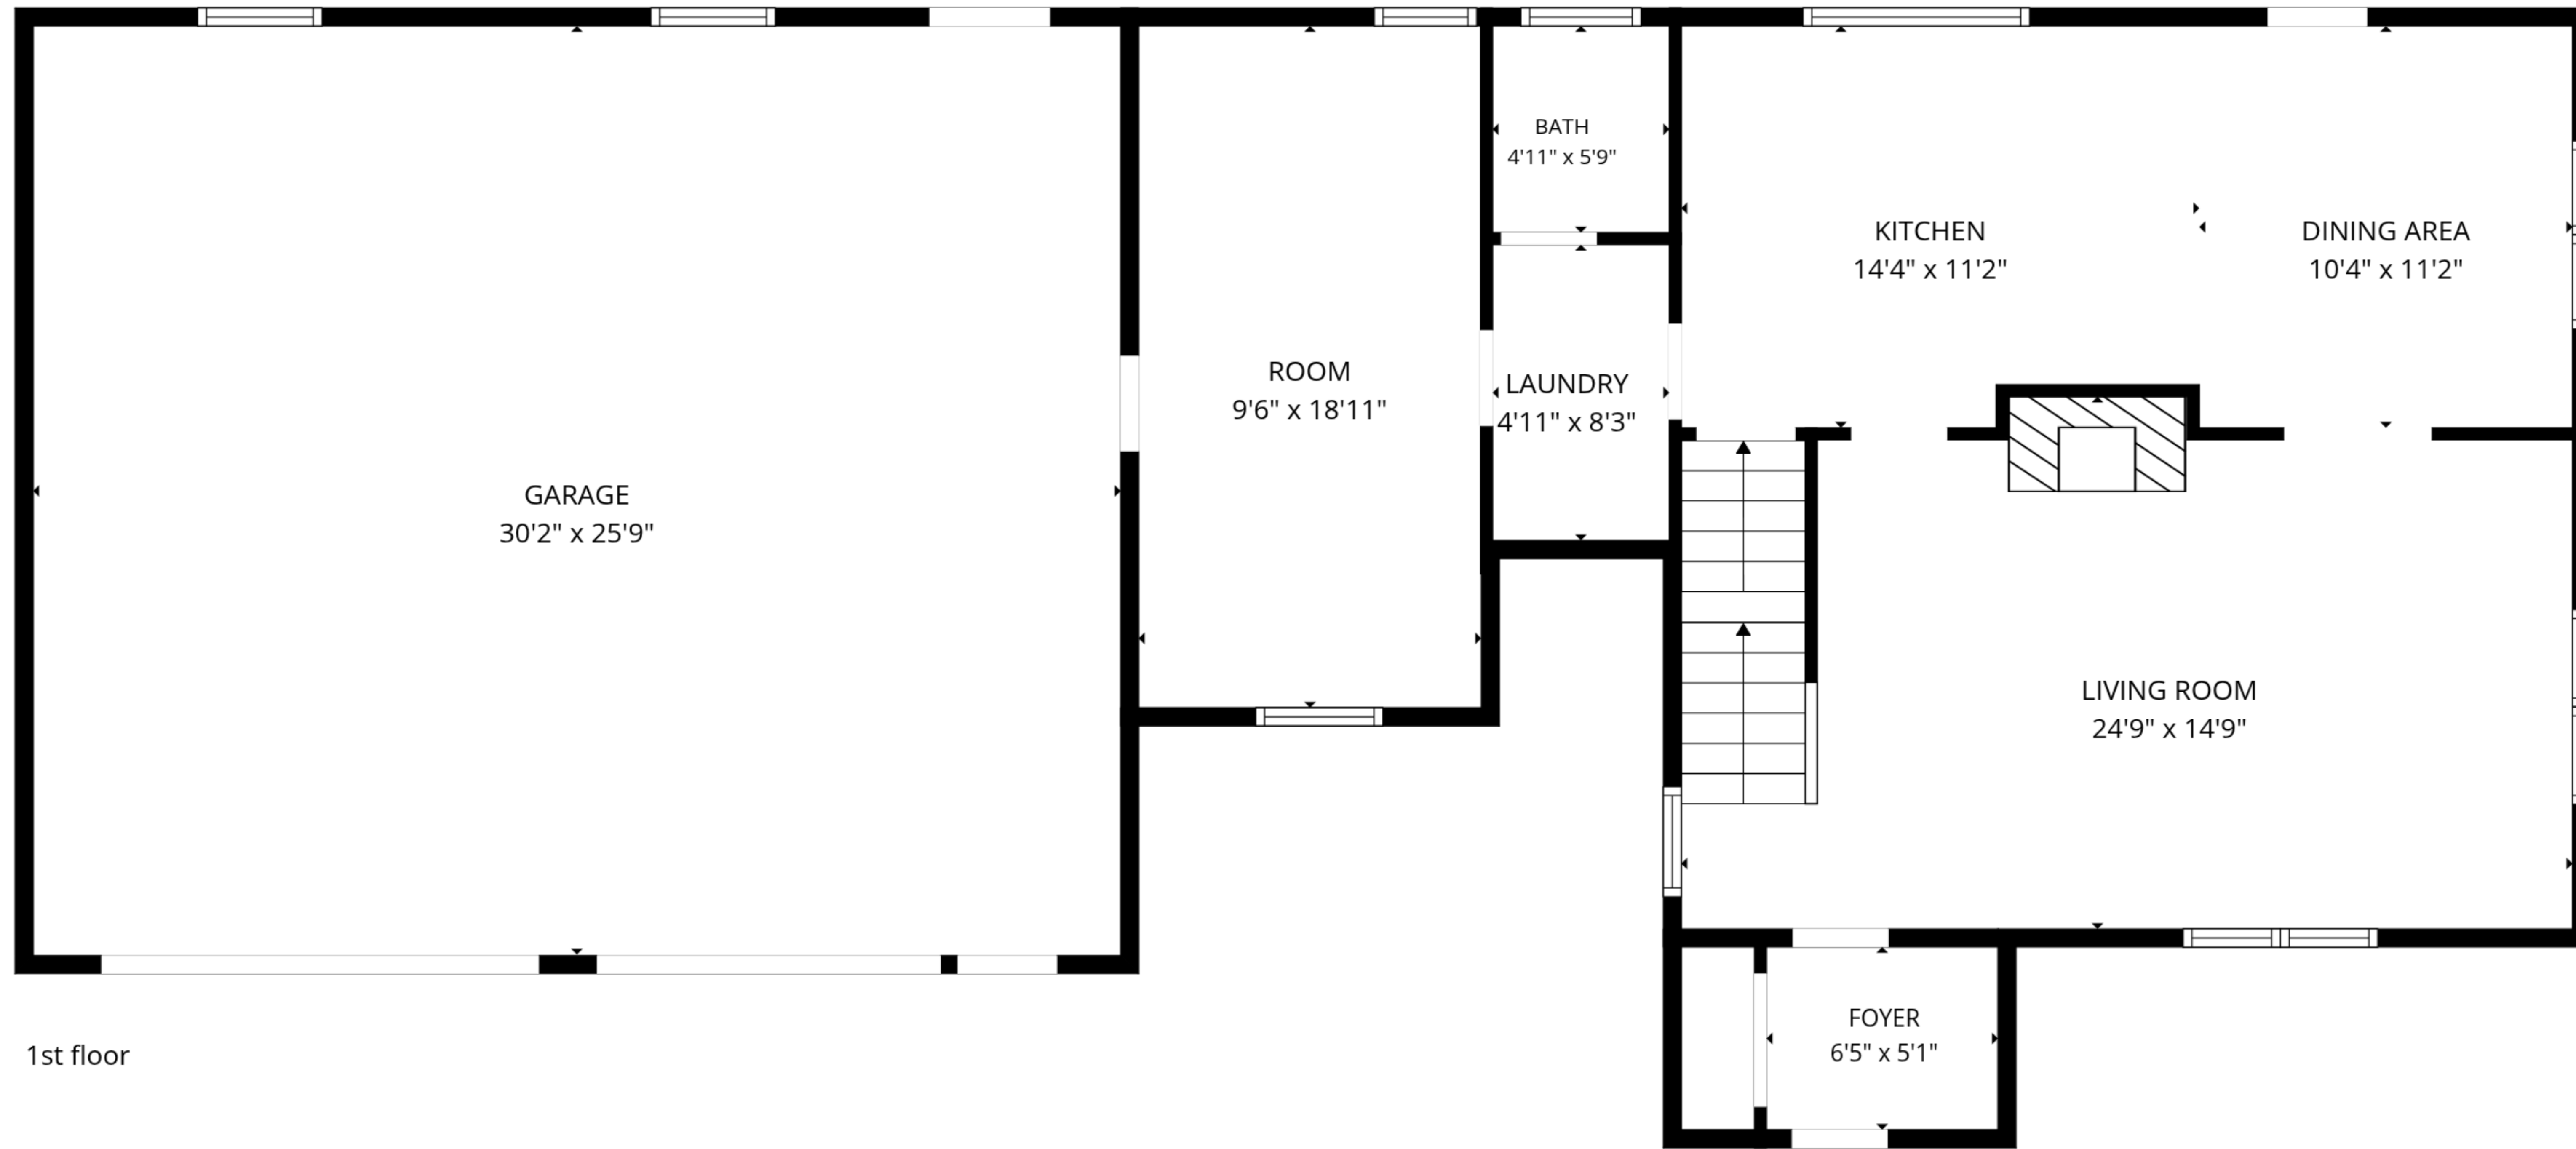 BATH
4'11" x 5'9"
KITCHEN
14'4" x 11'2"
DINING AREA
10'4" x 11'2"
ROOM
9'6" x 18'11"
LAUNDRY
4'11" x 8'3"
GARAGE
30'2" x 25'9"
LIVING ROOM
24'9" x 14'9"
FOYER
6'5" x 5'1"
1st floor